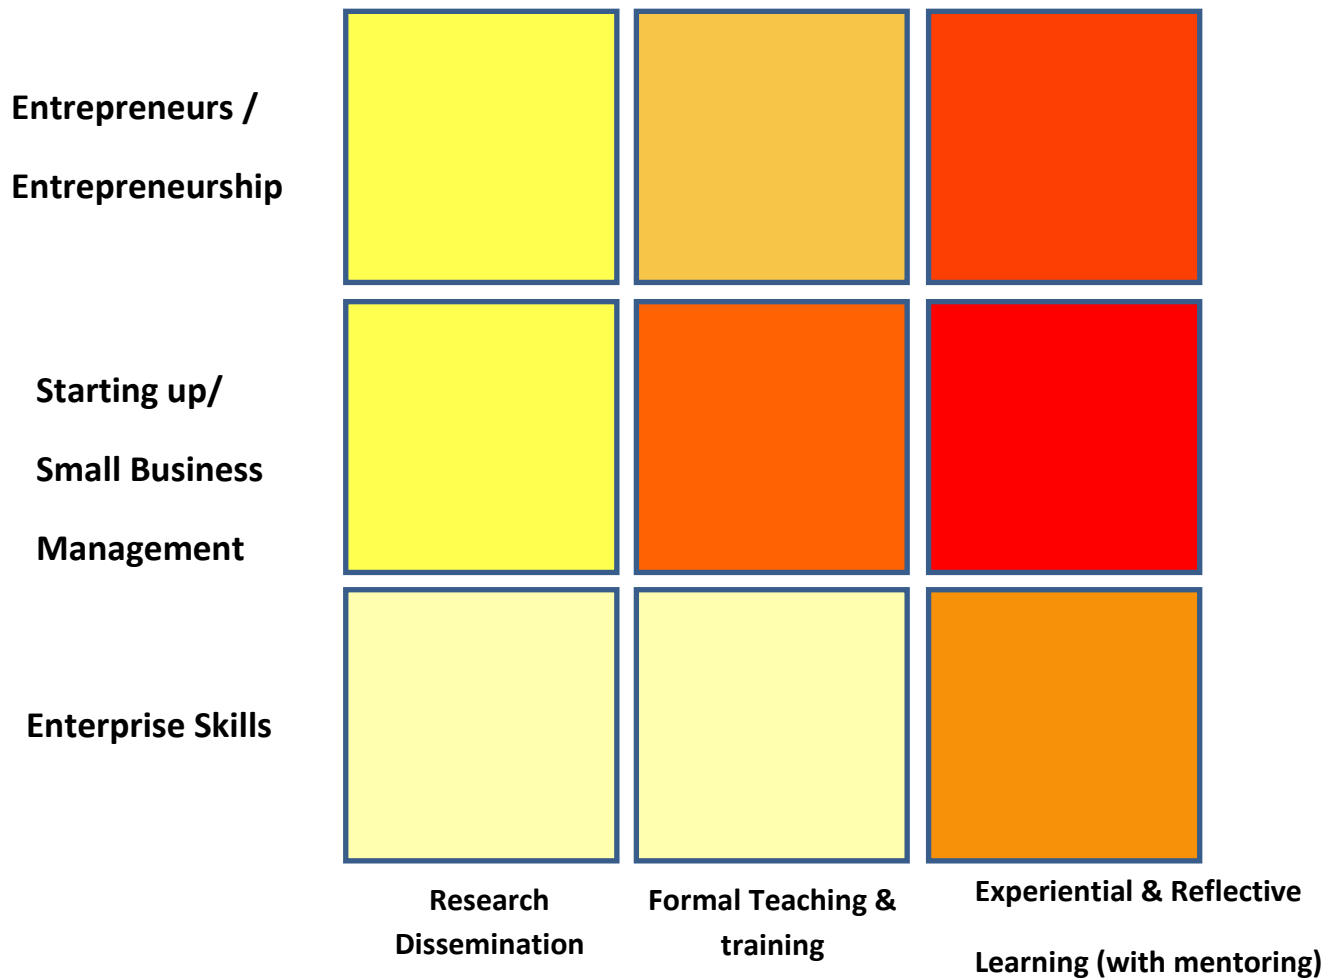 Entrepreneurs /
Entrepreneurship
Starting up/
Small Business
Management
Enterprise Skills
Research
Dissemination
Formal Teaching &
training
Experiential & Reflective
Learning (with mentoring)